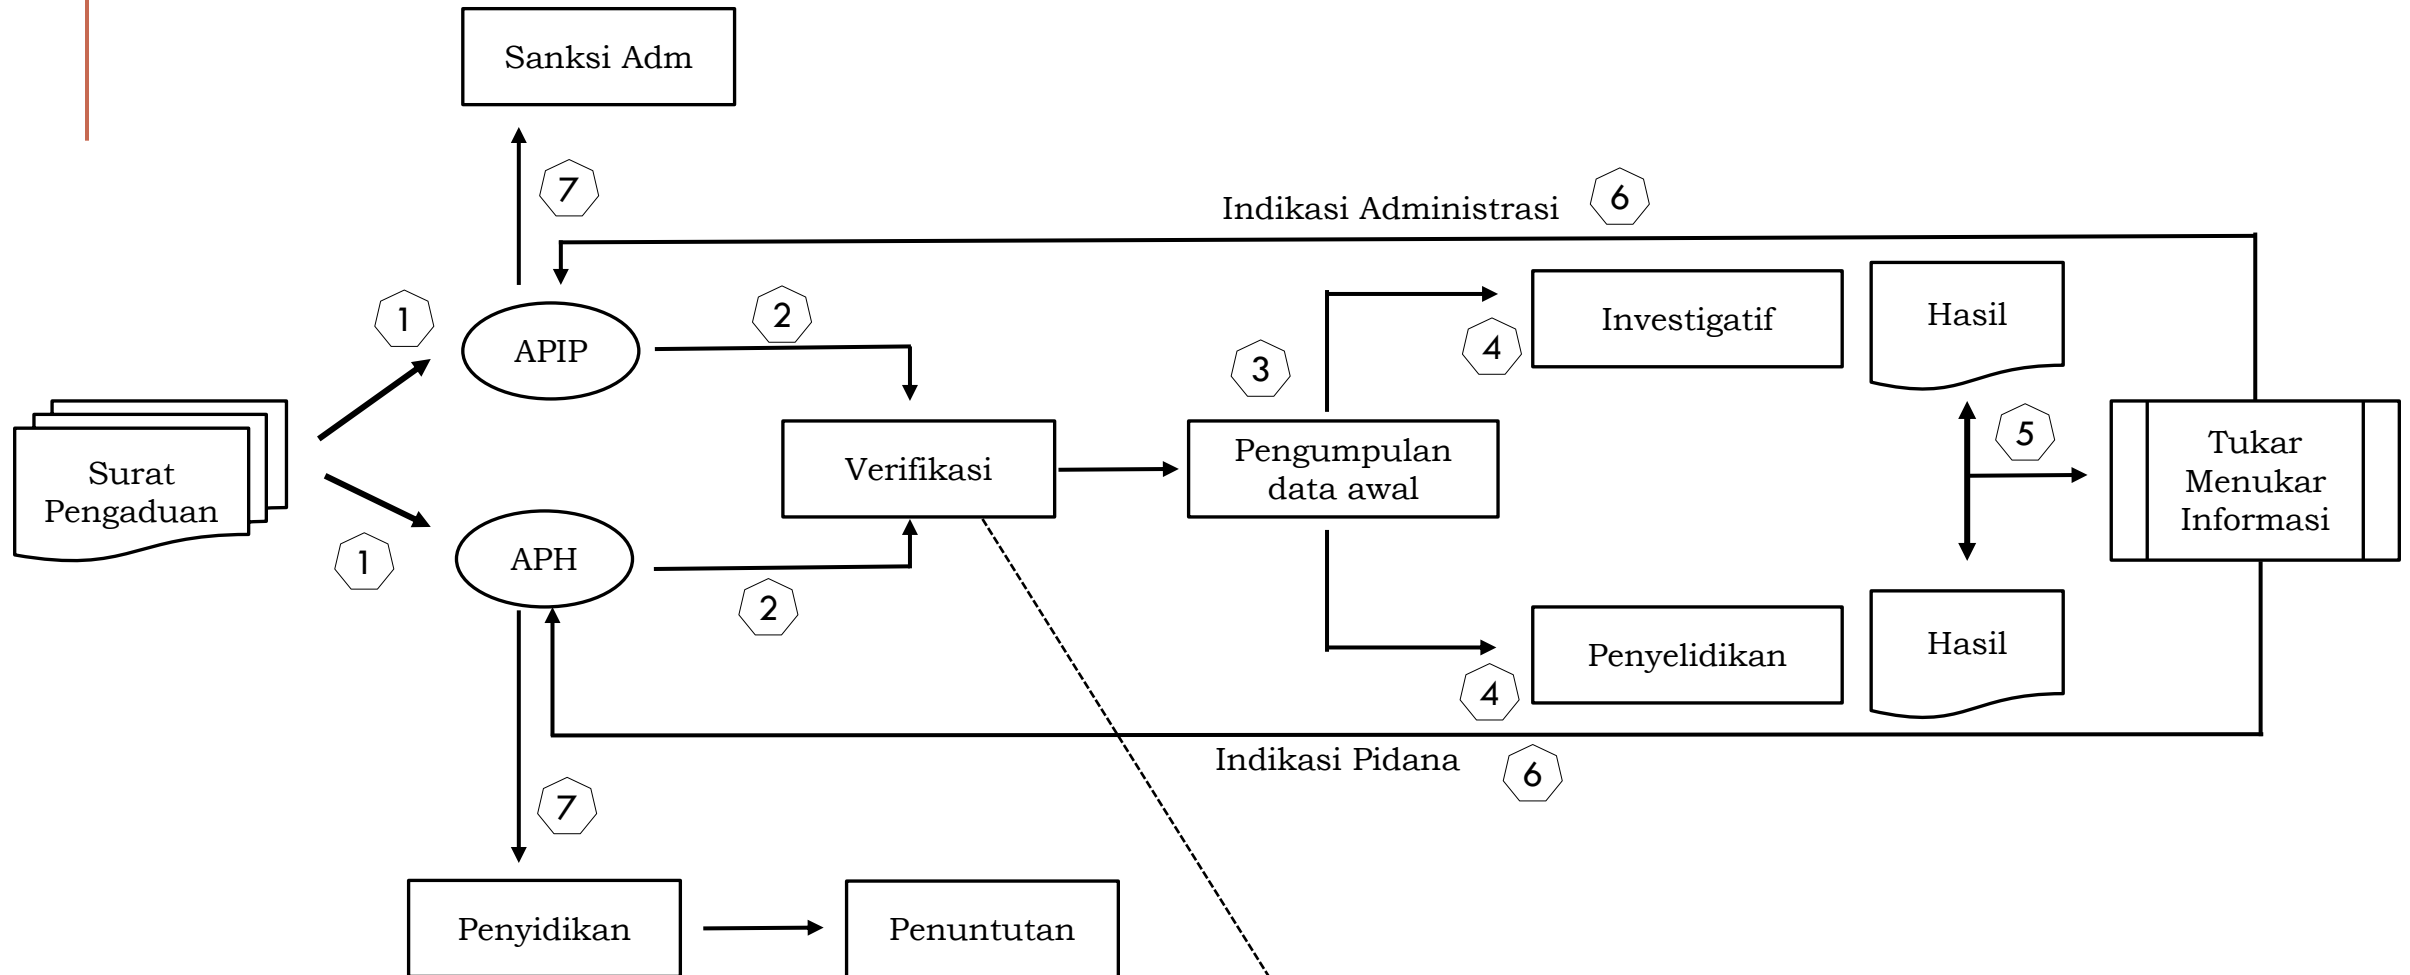 Sanksi Adm
7
Indikasi Administrasi
6
1
APIP
2
3
4
Investigatif
Hasil
5
Surat
Pengaduan
Verifikasi
Pengumpulan
data awal
Tukar
Menukar
Informasi
1
APH
2
4
Penyelidikan
Hasil
Indikasi Pidana
6
7
Penyidikan
Penuntutan